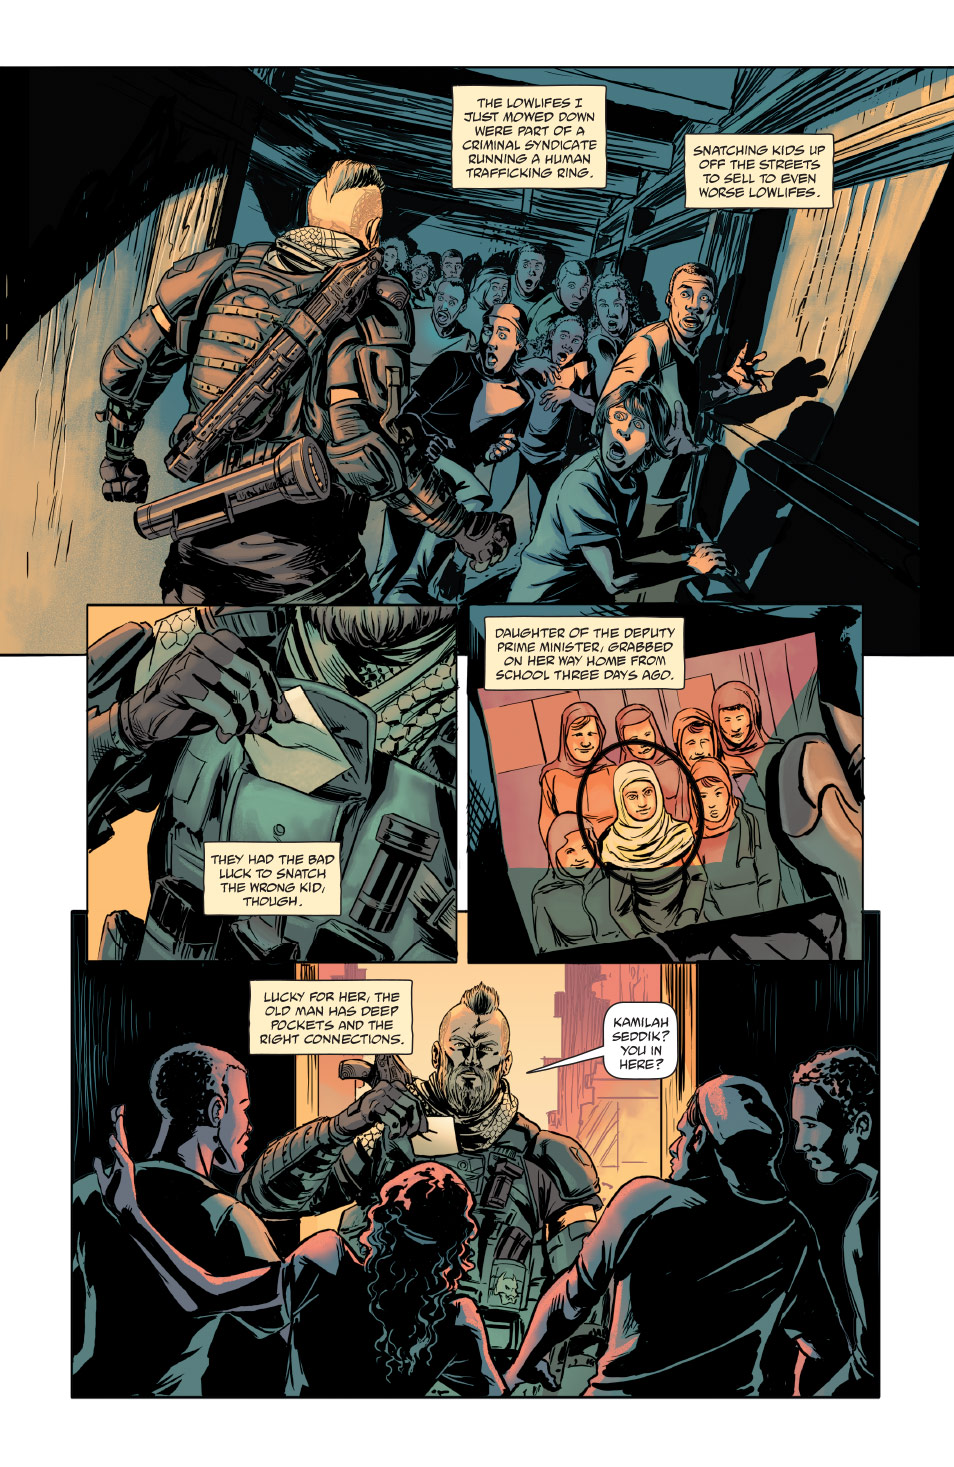 THE LOWLIFES I
JUST MOWED DOWN
WERE PART OF A
CRIMINAL SYNDICATE
RUNNING A HUMAN
TRAFFICKING RING.
SNATCHING KIDS UP
OFF THE STREETS
TO SELL TO EVEN
WORSE LOWLIFES.
THEY HAD THE BAD
LUCK TO SNATCH
THE WRONG KID,
THOUGH.
DAUGHTER OF THE DEPUTY
PRIME MINISTER, GRABBED
ON HER WAY HOME FROM
SCHOOL THREE DAYS AGO.
LUCKY FOR HER, THE
OLD MAN HAS DEEP
POCKETS AND THE
RIGHT CONNECTIONS.
KAMILAH
SEDDIK?
YOU IN
HERE?